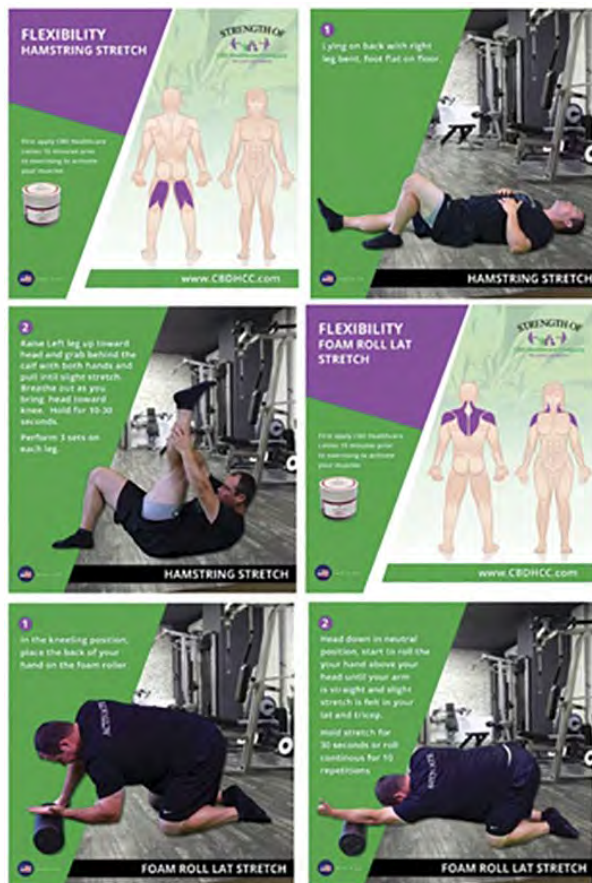 FLEXIBILITY
HAMSTRING STRETCH
STRENGTH OF
First apply CBD Healthcare
prior
to exercising to activate
your muscles
www.CBDHCC.com
1
Lying on back with right
leg bent, foot flat on floor.
HAMSTRING STRETCH
2
Raise Left leg up toward
head and grab behind the
calf with both hands and
pull into slight stretch.
Breathe out as you
bring head toward
knee. Hold for 10-30
seconds.
Perform 3 sets on
each leg.
HAMSTRING STRETCH
FLEXIBILITY
FOAM ROLL LAT
STRETCH
STRENGTH OF
First apply CBD Healthcare
prior
to exercising to activate
your muscles
www.CBDHCC.com
1
In the kneeling position,
place the back of your
hand on the foam roller.
FOAM ROLL LAT STRETCH
2
Head down in neutral
position, start to roll the
your hand above your
head until your arm
is straight and slight
stretch is felt in your
lat and tricep.
Hold stretch for
30 seconds or roll
continous for 10
repetitions
FOAM ROLL LAT STRETCH